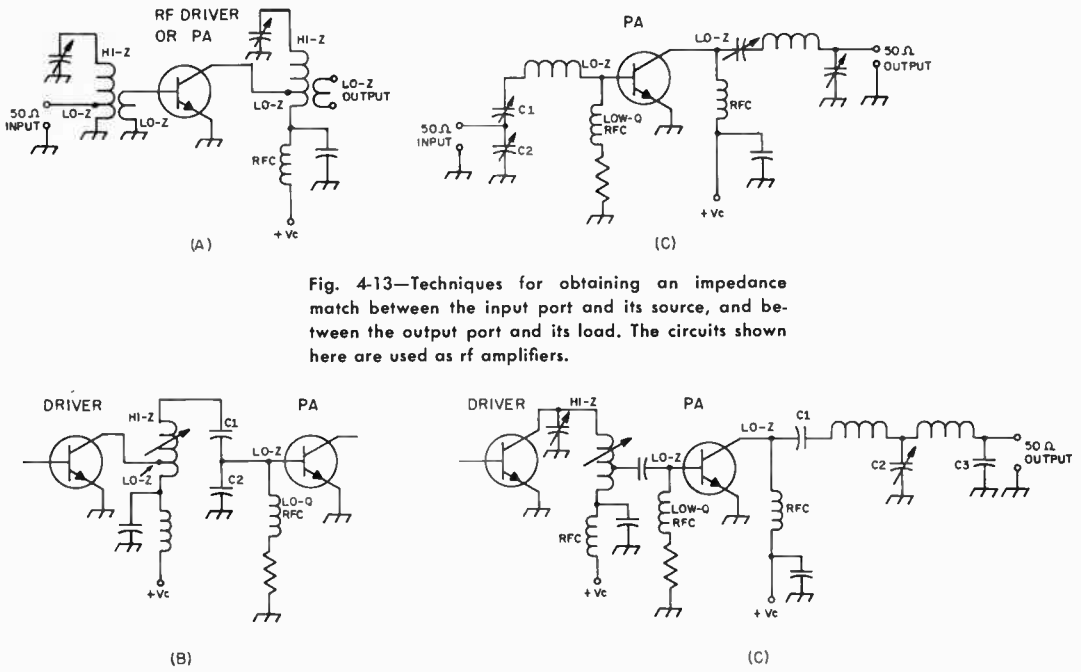 RF DRIVER
OR PA
HI-Z
HI-Z
50Ω
INPUT
LO-Z
LO-Z
LO-Z
LO-Z
OUTPUT
RFC
+Vc
(A)
PA
LO-Z
LO-Z
50Ω
OUTPUT
C1
50Ω
INPUT
C2
LOW-Q
RFC
RFC
+Vc
(C)
Fig. 4-13—Techniques for obtaining an impedance
match between the input port and its source, and be-
tween the output port and its load. The circuits shown
here are used as rf amplifiers.
DRIVER
HI-Z
C1
PA
LO-Z
LO-Z
C2
LO-Q
RFC
+Vc
(B)
DRIVER
HI-Z
PA
LO-Z
LO-Z
C1
50Ω
OUTPUT
C2
C3
LOW-Q
RFC
RFC
RFC
+Vc
+Vc
(C)